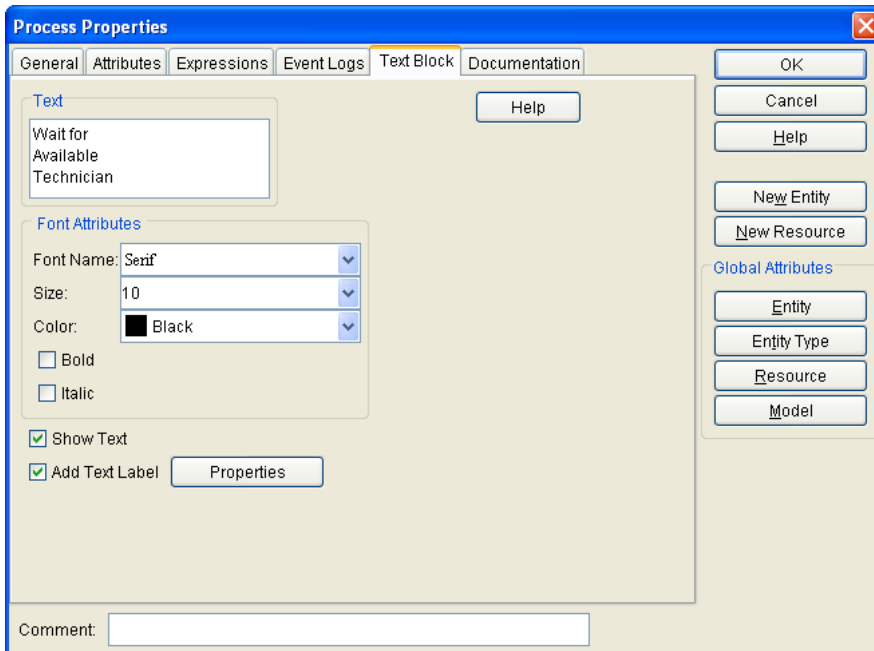 Process Properties
General Attributes Expressions Event Logs Text Block Documentation
Text
Wait for
Available
Technician
Help
Font Attributes
Font Name: Serif
Size: 10
Color: Black
Bold
Italic
Show Text
Add Text Label Properties
Comment:
OK
Cancel
Help
New Entity
New Resource
Global Attributes
Entity
Entity Type
Resource
Model